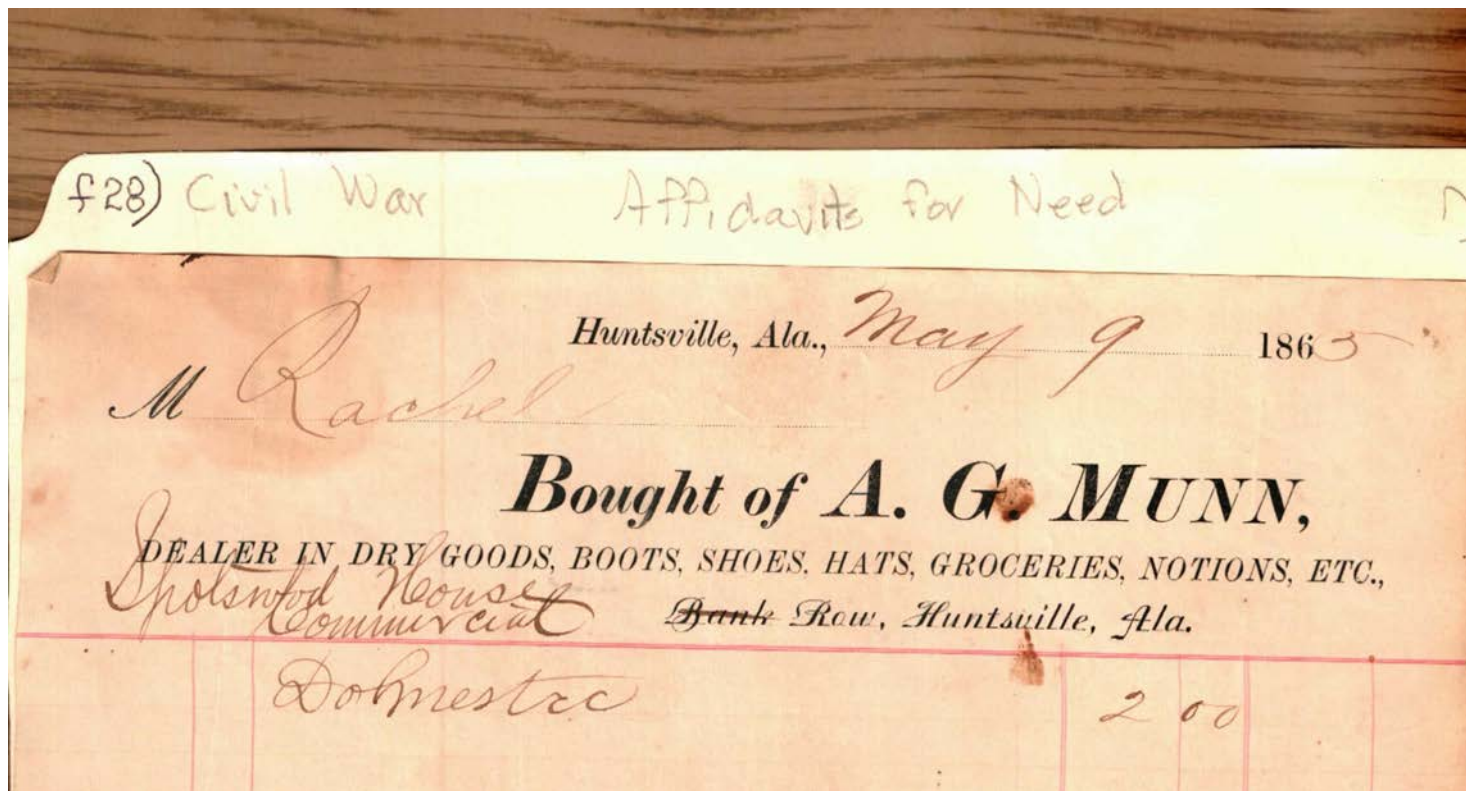 f28) Civil War Affidavits for Need
Huntsville, Ala., May 9 1865
M Rachel
Bought of A. G. MUNN,
DEALER IN DRY GOODS, BOOTS, SHOES, HATS, GROCERIES, NOTIONS, ETC.,
Spotswood House
Commercial Bank Row, Huntsville, Ala.
Dohmestic 2 00